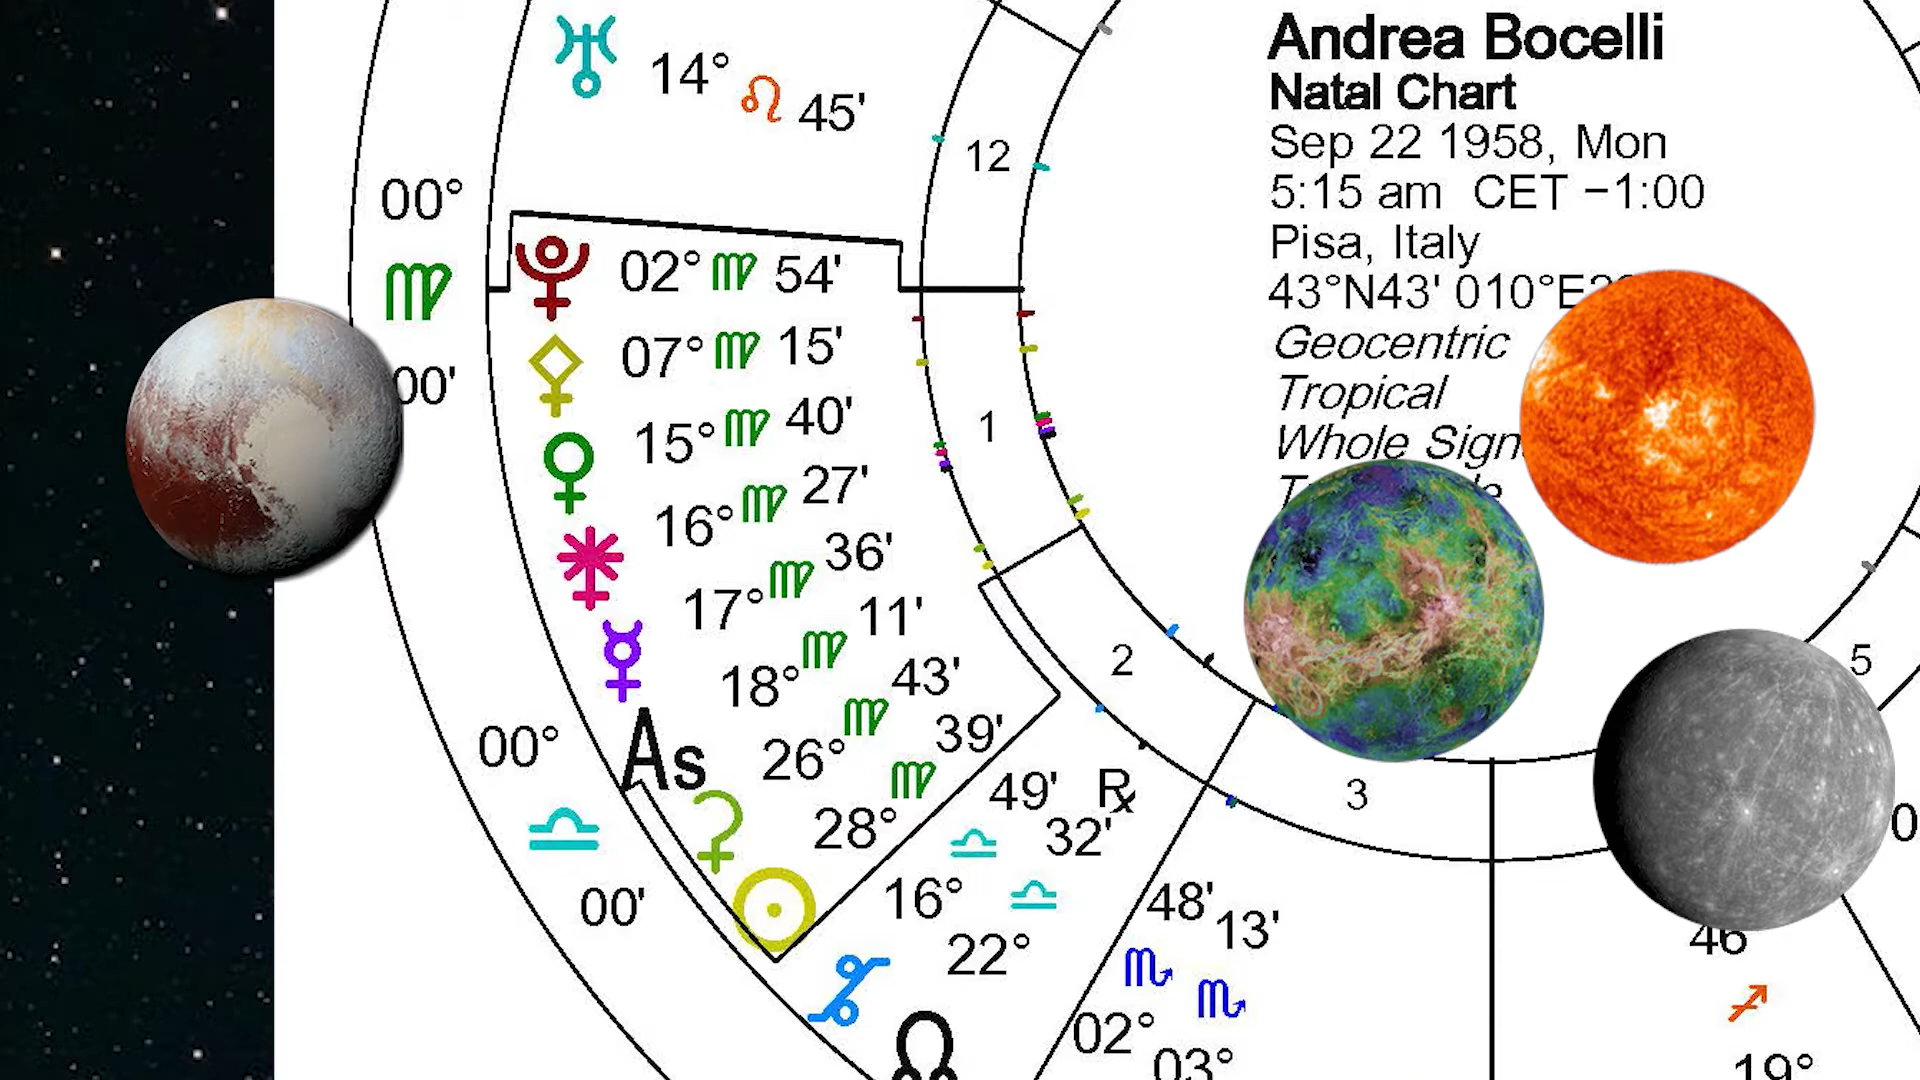 Andrea Bocelli
Natal Chart
Sep 22 1958, Mon
5:15 am CET −1:00
Pisa, Italy
43°N43' 010°E
Geocentric
Tropical
Whole Sign
14° ♌ 45'
12
00°
♍
00'
02° ♍ 54'
07° ♍ 15'
15° ♍ 40'
16° ♍ 27'
17° ♍ 36'
18° ♍ 11'
26° ♍ 43'
28° ♍ 39'
As
1
2
3
5
00°
♎
00'
16° ♎ 49' ℞
22° ♎ 32'
02° ♏ 48'
03° ♏ 13'
19° ♐ 46
0